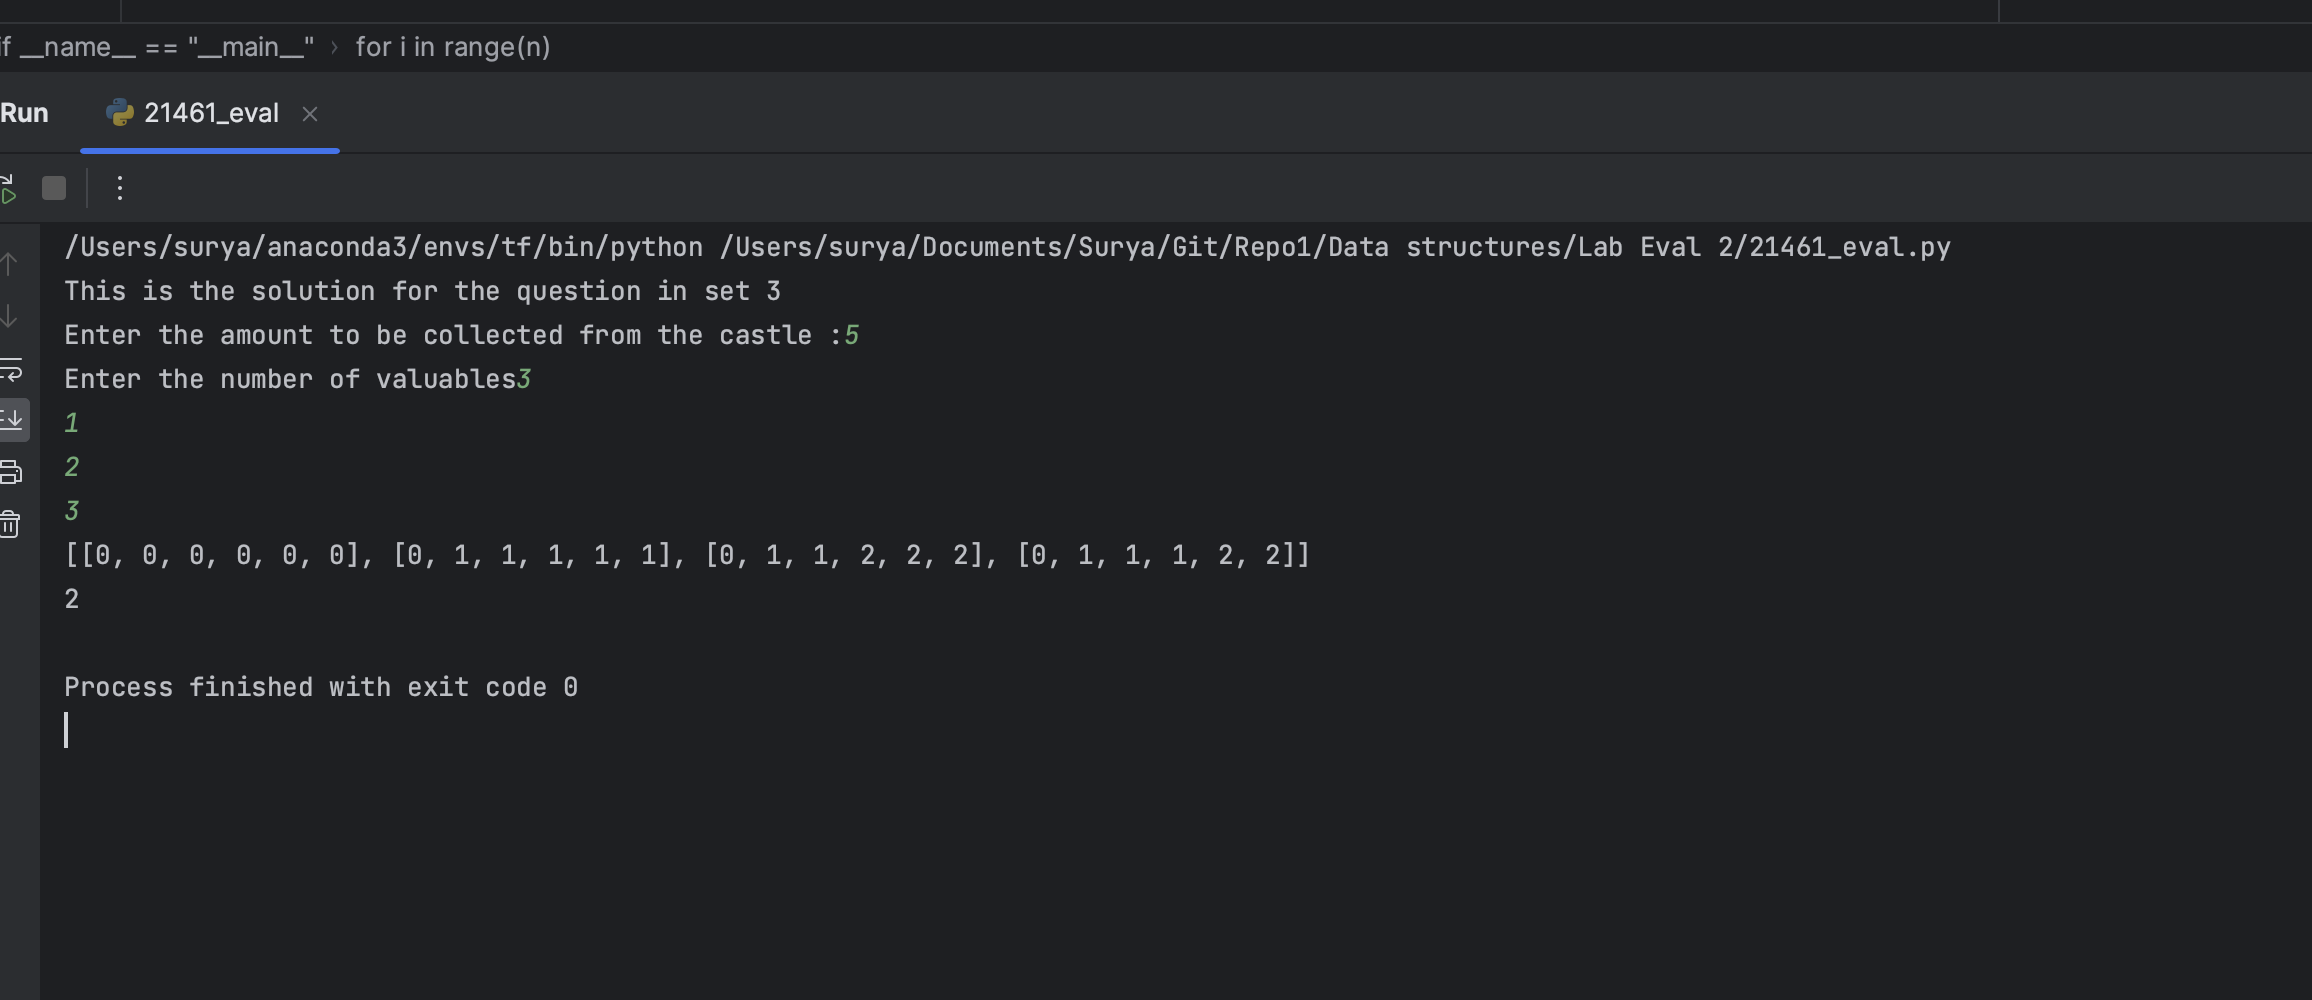 if __name__ == "__main__" › for i in range(n)
Run 21461_eval ×
/Users/surya/anaconda3/envs/tf/bin/python /Users/surya/Documents/Surya/Git/Repo1/Data structures/Lab Eval 2/21461_eval.py
This is the solution for the question in set 3
Enter the amount to be collected from the castle :5
Enter the number of valuables3
1
2
3
[[0, 0, 0, 0, 0, 0], [0, 1, 1, 1, 1, 1], [0, 1, 1, 2, 2, 2], [0, 1, 1, 1, 2, 2]]
2
Process finished with exit code 0